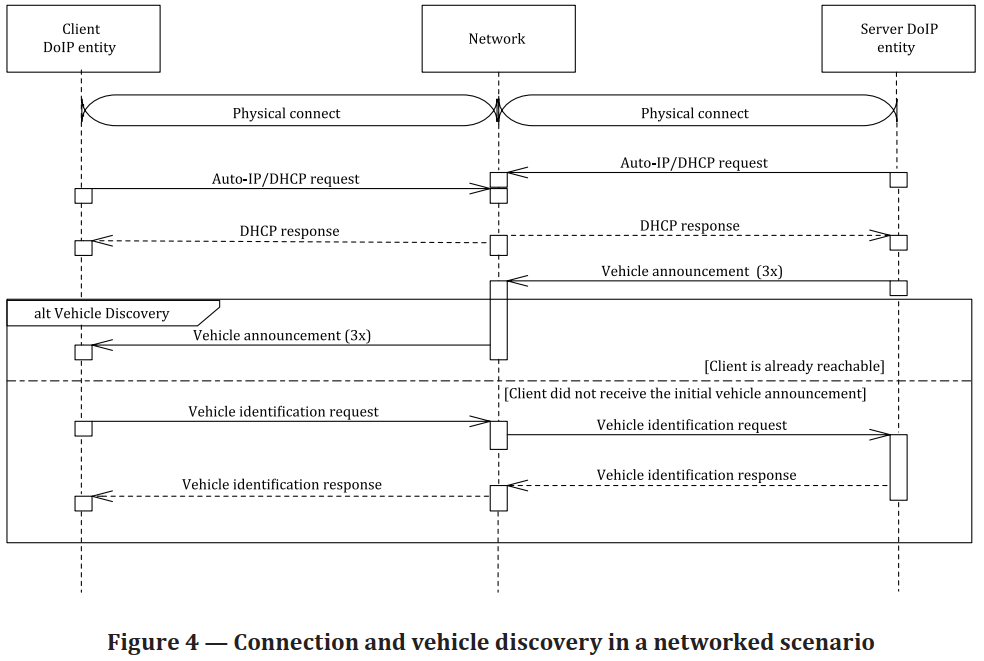 Client
DoIP entity
Network
Server DoIP
entity
Physical connect
Physical connect
Auto-IP/DHCP request
Auto-IP/DHCP request
DHCP response
DHCP response
Vehicle announcement (3x)
alt Vehicle Discovery
Vehicle announcement (3x)
[Client is already reachable]
[Client did not receive the initial vehicle announcement]
Vehicle identification request
Vehicle identification request
Vehicle identification response
Vehicle identification response
Figure 4 — Connection and vehicle discovery in a networked scenario